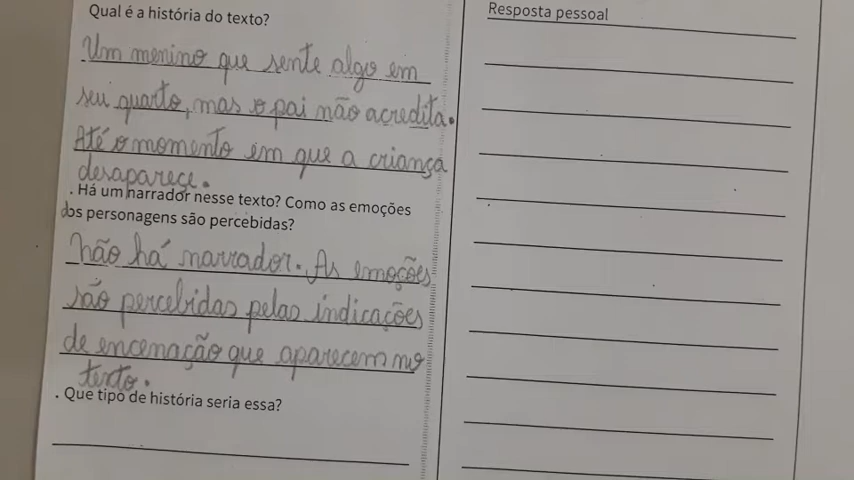 Qual é a história do texto?
Um menino que sente algo em
seu quarto, mas o pai não acredita.
Até o momento em que a criança
desapareçe.
. Há um narrador nesse texto? Como as emoções
dos personagens são percebidas?
Não há narrador. As emoções
são percebidas pelas indicações
de encenação que aparecem no
texto.
. Que tipo de história seria essa?
Resposta pessoal